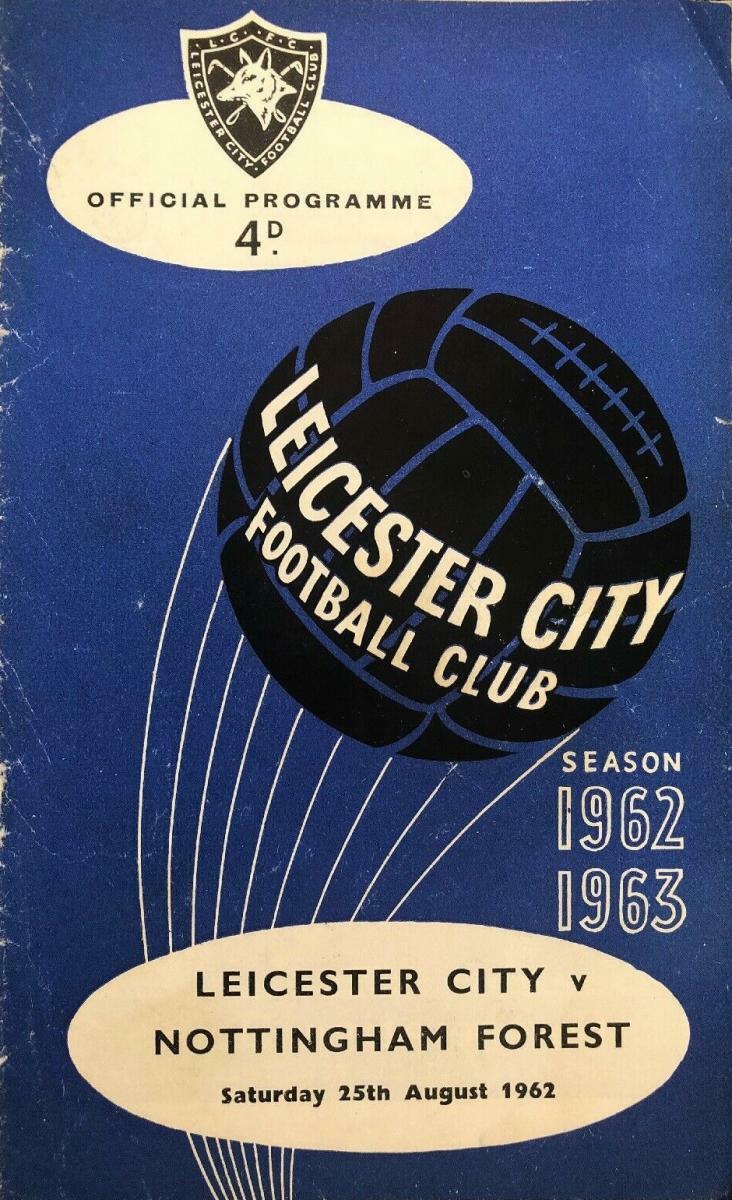 L.C.F.C.
LEICESTER CITY FOOTBALL CLUB
OFFICIAL PROGRAMME
4D.
LEICESTER CITY
FOOTBALL CLUB
SEASON
1962
1963
LEICESTER CITY v
NOTTINGHAM FOREST
Saturday 25th August 1962